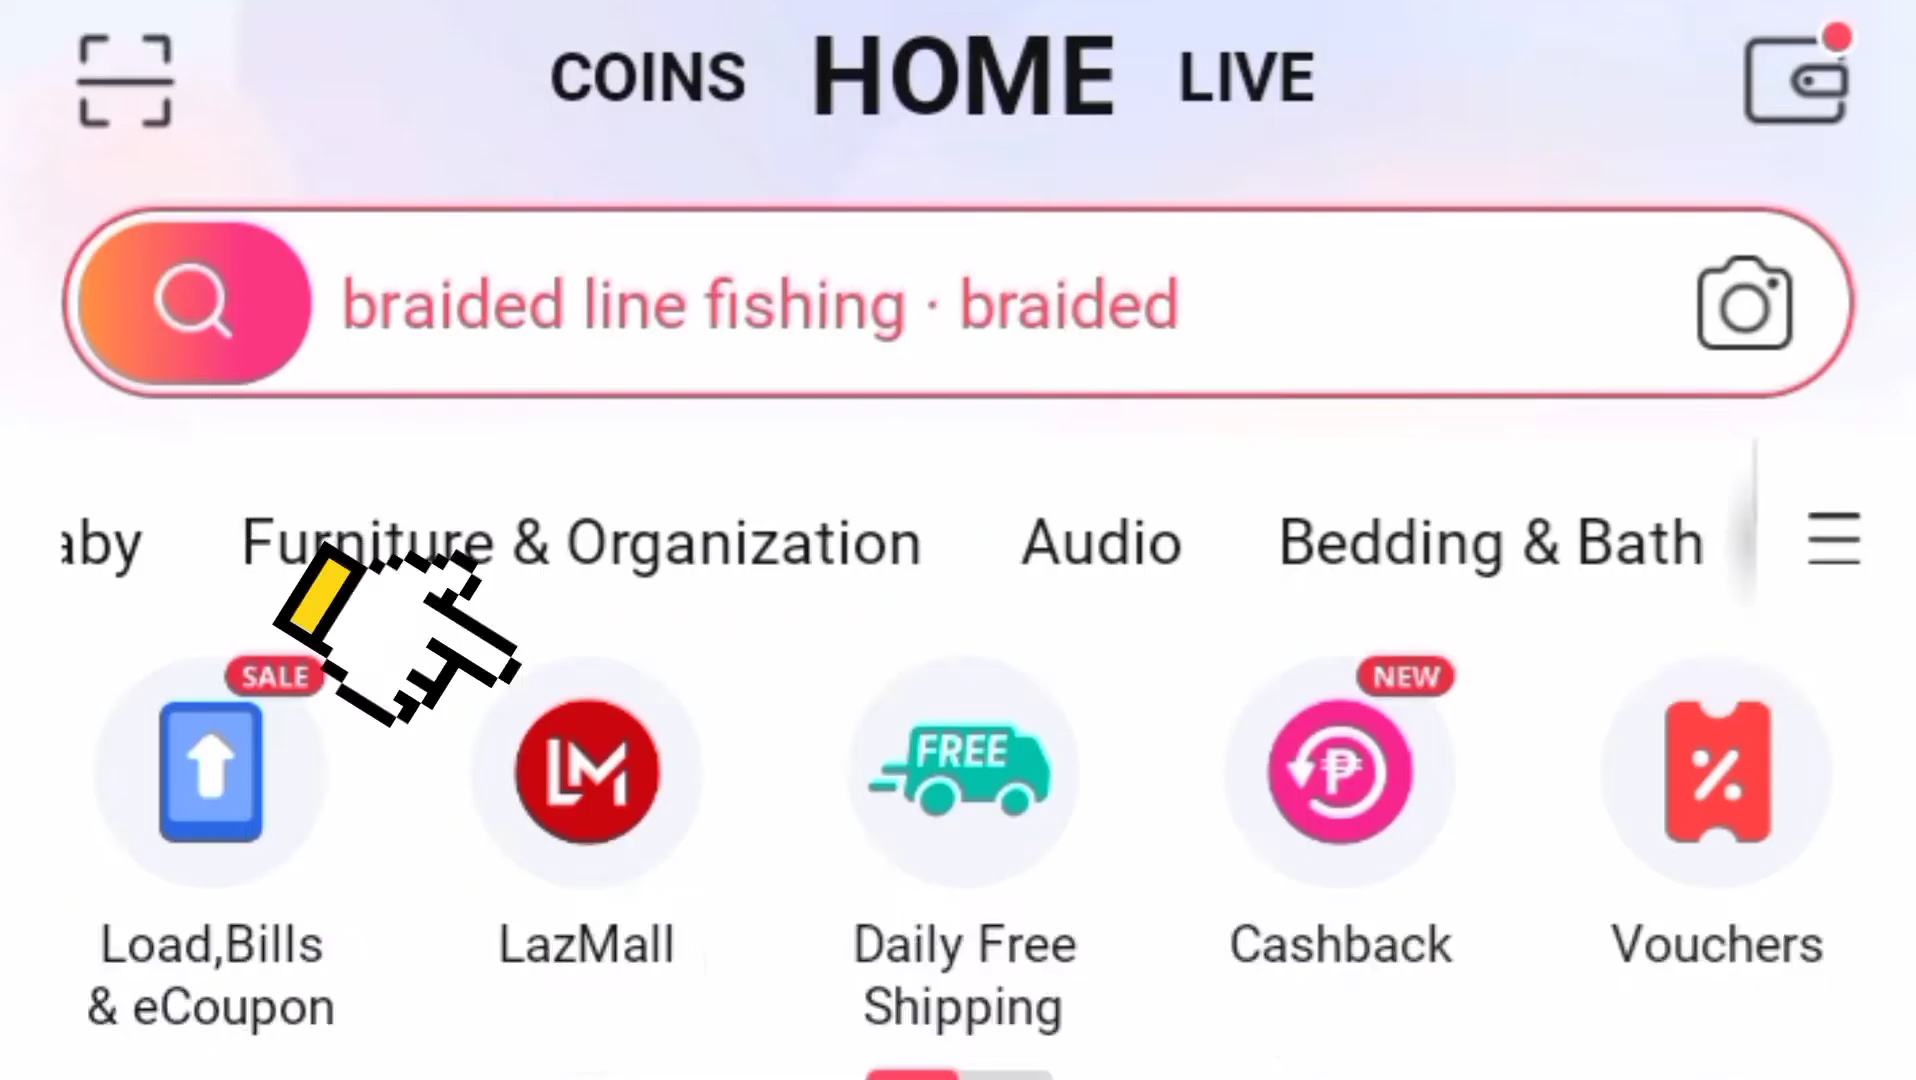 COINS HOME LIVE
braided line fishing · braided
aby Furniture & Organization Audio Bedding & Bath
SALE
NEW
LM
FREE
₱
%
Load,Bills
& eCoupon
LazMall
Daily Free
Shipping
Cashback
Vouchers